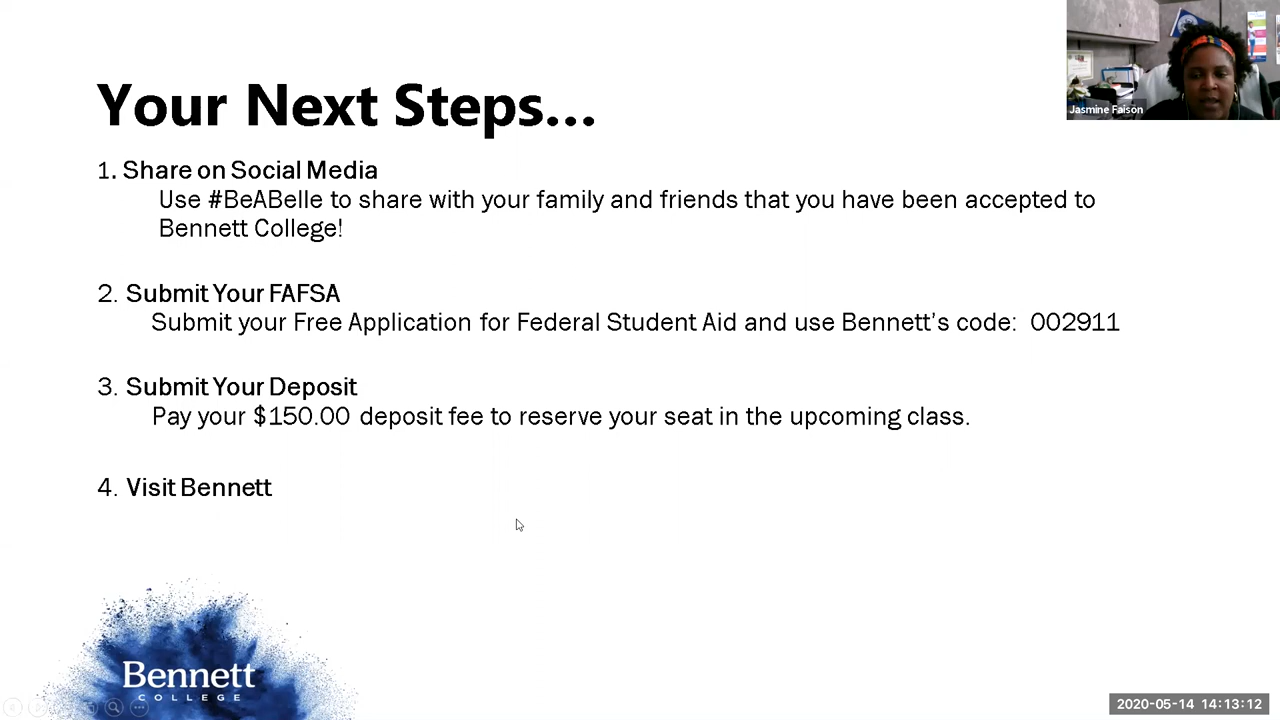 Your Next Steps...
1. Share on Social Media
Use #BeABelle to share with your family and friends that you have been accepted to
Bennett College!
2. Submit Your FAFSA
Submit your Free Application for Federal Student Aid and use Bennett's code: 002911
3. Submit Your Deposit
Pay your $150.00 deposit fee to reserve your seat in the upcoming class.
4. Visit Bennett
Bennett
COLLEGE
Jasmine Faison
2020-05-14 14:13:12